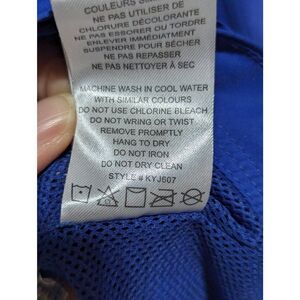 COULEURS SIMI
NE PAS UTILISER DE
CHLORURE DÉCOLORANTE
NE PAS ESSORER OU TORDRE
ENLEVER IMMÉDIATEMENT
SUSPENDRE POUR SÉCHER
NE PAS REPASSER
NE PAS NETTOYER À SEC
MACHINE WASH IN COOL WATER
WITH SIMILAR COLOURS
DO NOT USE CHLORINE BLEACH
DO NOT WRING OR TWIST
REMOVE PROMPTLY
HANG TO DRY
DO NOT IRON
DO NOT DRY CLEAN
STYLE # KYJ607